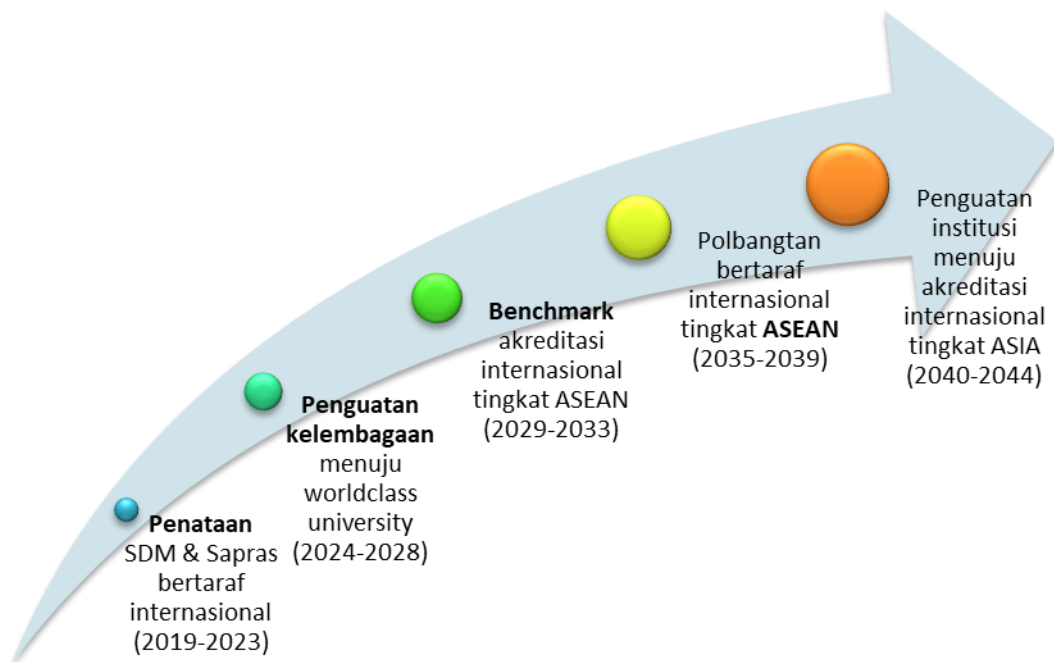 Penataan
SDM & Sapras
bertaraf
internasional
(2019-2023)
Penguatan
kelembagaan
menuju
worldclass
university
(2024-2028)
Benchmark
akreditasi
internasional
tingkat ASEAN
(2029-2033)
Polbangtan
bertaraf
internasional
tingkat ASEAN
(2035-2039)
Penguatan
institusi
menuju
akreditasi
internasional
tingkat ASIA
(2040-2044)